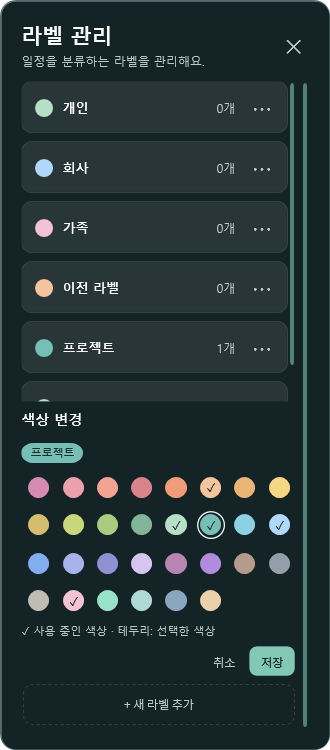 라벨 관리
일정을 분류하는 라벨을 관리해요.
개인 0개
회사 0개
가족 0개
이전 라벨 0개
프로젝트 1개
색상 변경
프로젝트
✓ 사용 중인 색상 · 테두리: 선택한 색상
취소 저장
+ 새 라벨 추가